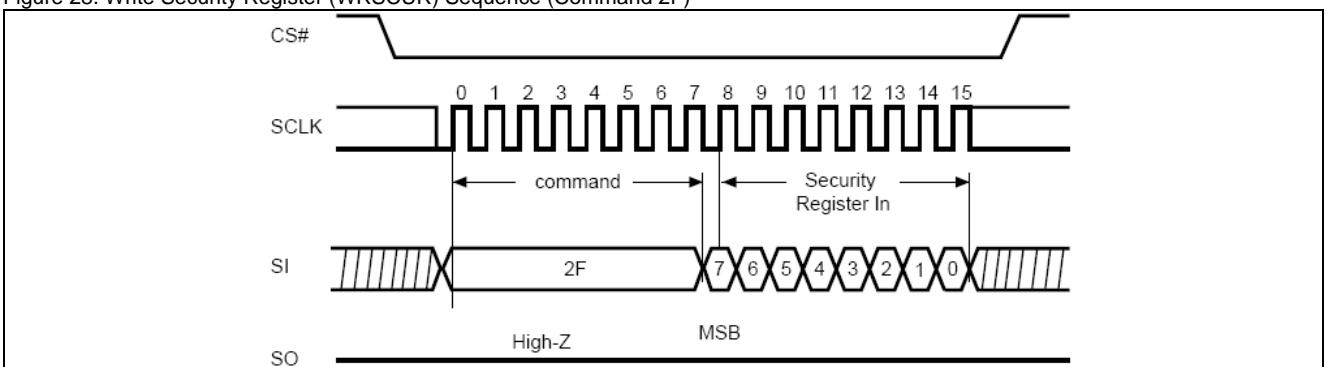 Figure 28. Write Security Register (WRSCUR) Sequence (Command 2F)
CS#
0 1 2 3 4 5 6 7 8 9 10 11 12 13 14 15
SCLK
command
Security
Register In
SI
2F
7 6 5 4 3 2 1 0
MSB
High-Z
SO